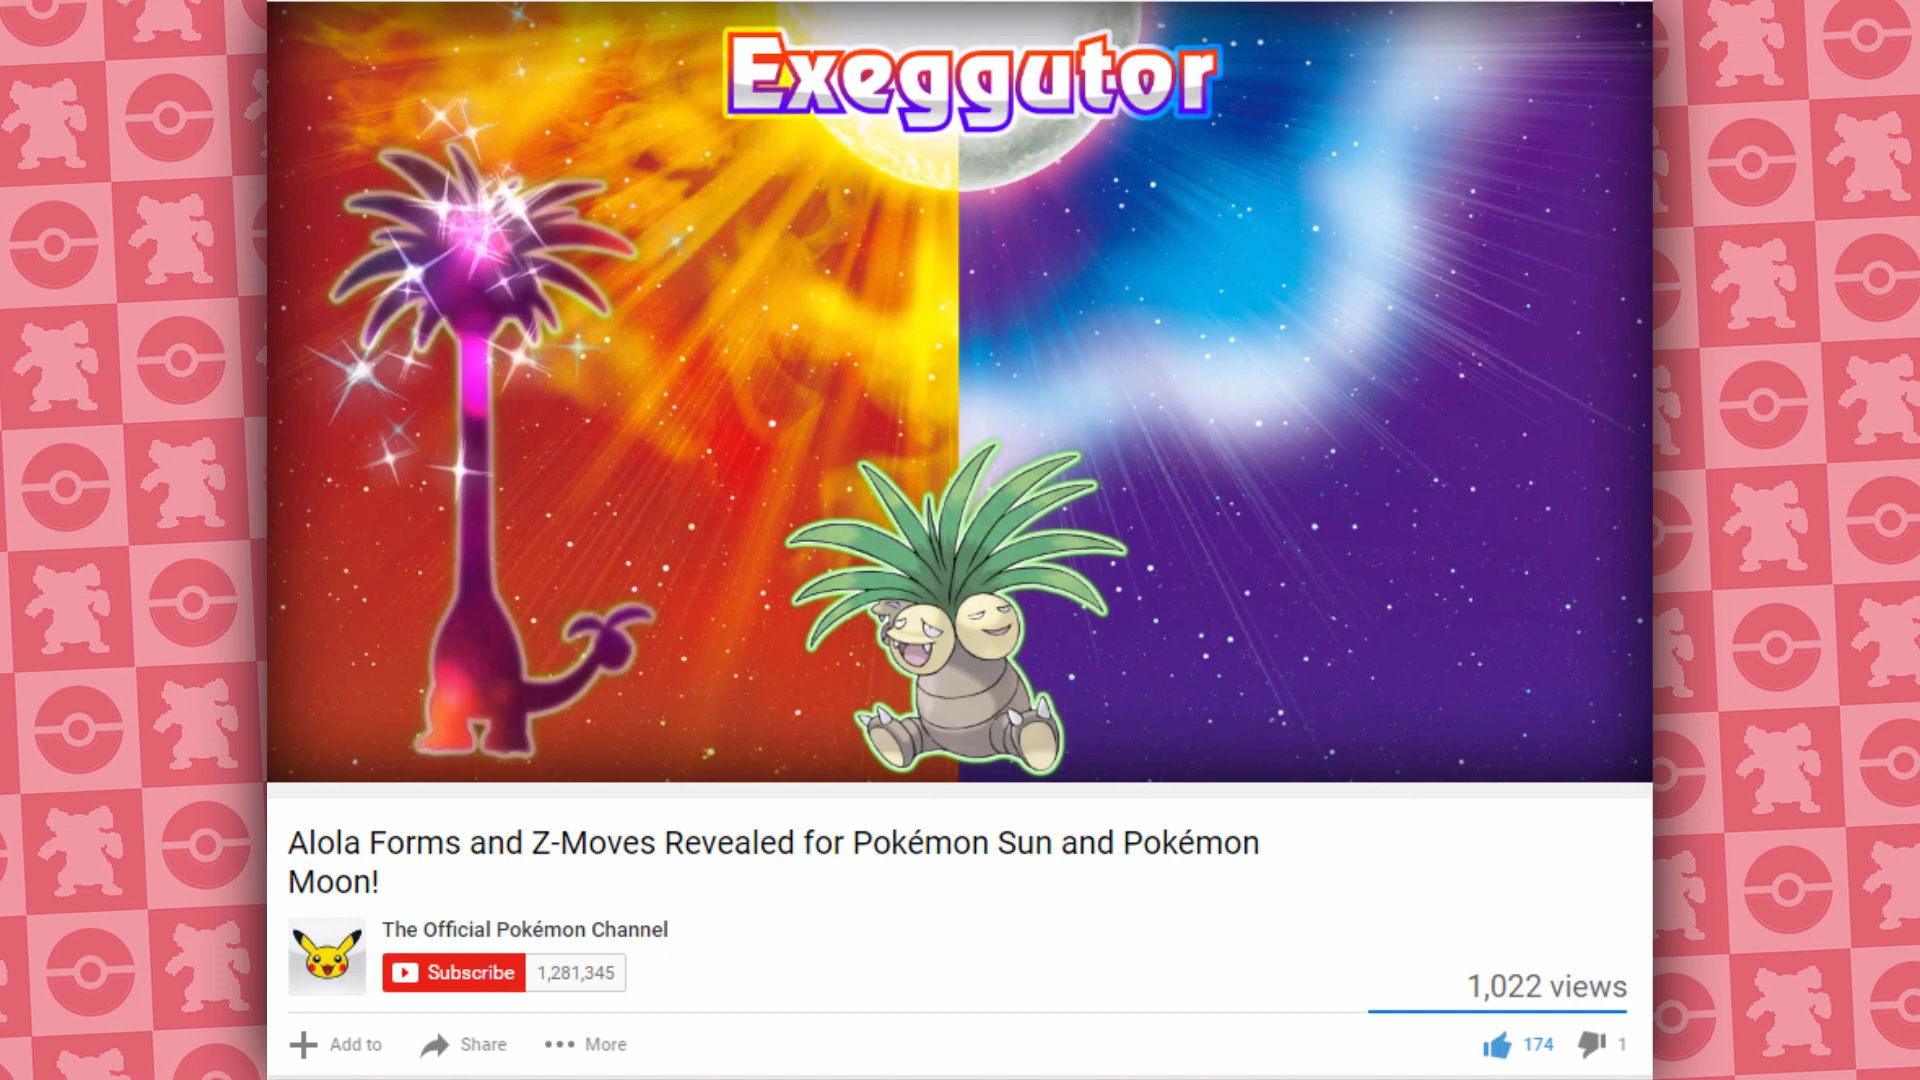 Exeggutor
Alola Forms and Z-Moves Revealed for Pokémon Sun and Pokémon
Moon!
The Official Pokémon Channel
Subscribe 1,281,345
1,022 views
Add to Share More 174 1